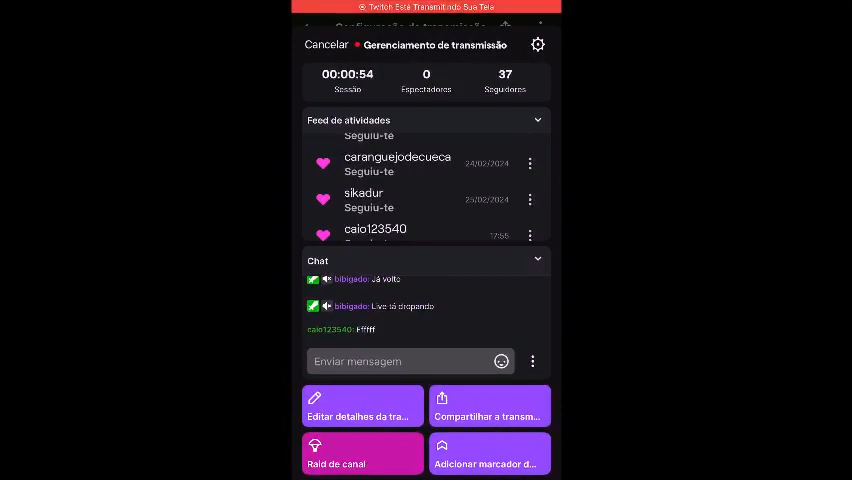 Twitch Está Transmitindo Sua Tela
Cancelar
Gerenciamento de transmissão
00:00:54
Sessão
0
Espectadores
37
Seguidores
Feed de atividades
Seguiu-te
caranguejodecueca
Seguiu-te
24/02/2024
sikadur
Seguiu-te
25/02/2024
caio123540
17:55
Chat
bibigado: Já volto
bibigado: Live tá dropando
caio123540: Ffffff
Enviar mensagem
Editar detalhes da tra...
Compartilhar a transm...
Raid de canal
Adicionar marcador d...